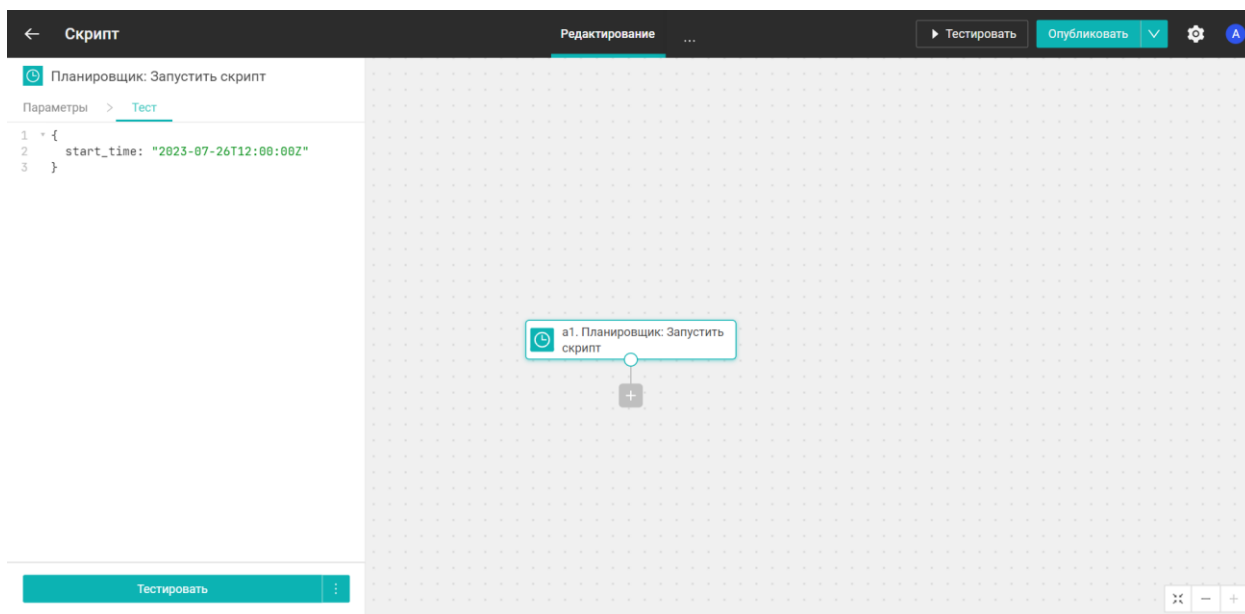 Скрипт
Редактирование
...
Тестировать
Опубликовать
A
Планировщик: Запустить скрипт
Параметры > Тест
1 {
2 start_time: "2023-07-26T12:00:00Z"
3 }
a1. Планировщик: Запустить
скрипт
Тестировать